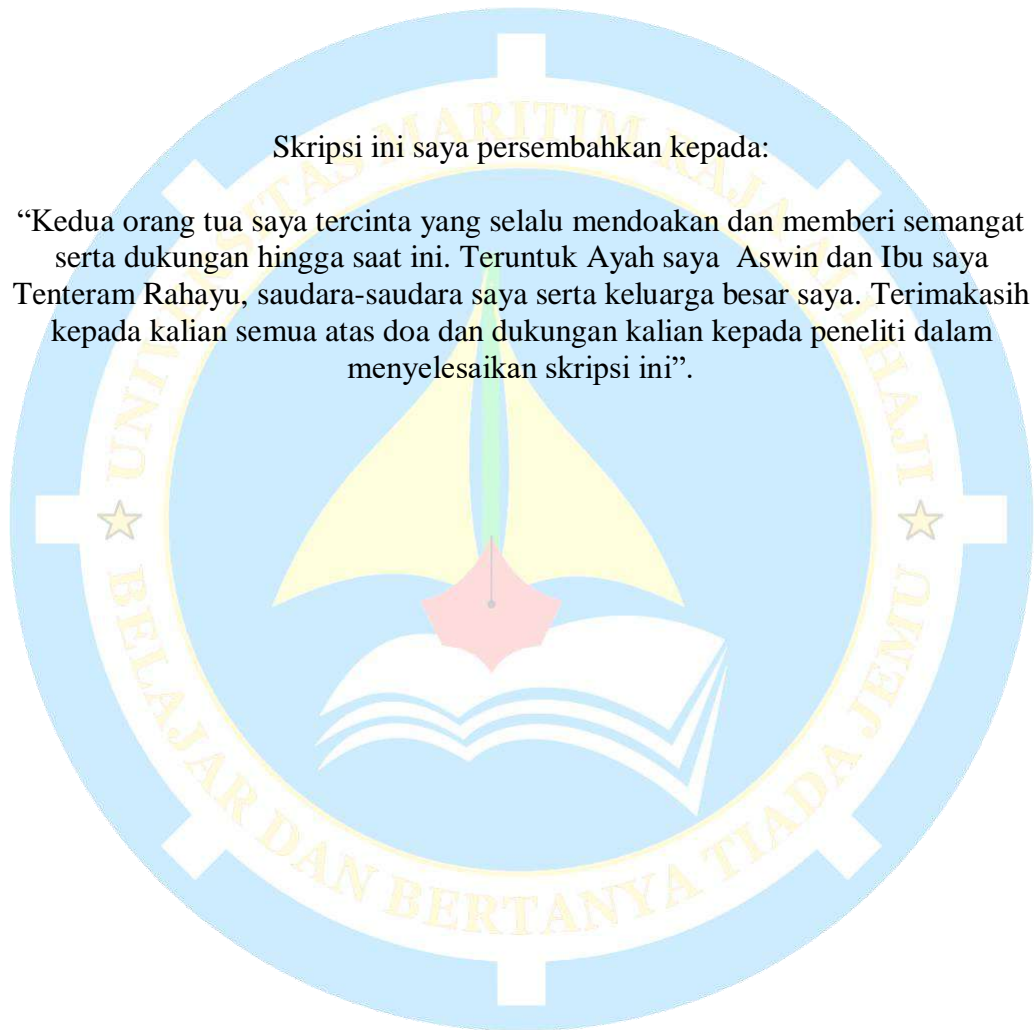 Skripsi ini saya persembahkan kepada:
“Kedua orang tua saya tercinta yang selalu mendoakan dan memberi semangat
serta dukungan hingga saat ini. Teruntuk Ayah saya  Aswin dan Ibu saya
Tenteram Rahayu, saudara-saudara saya serta keluarga besar saya. Terimakasih
kepada kalian semua atas doa dan dukungan kalian kepada peneliti dalam
menyelesaikan skripsi ini”.
UNIVERSITAS MARITIM RAJA ALI HAJI
BELAJAR DAN BERTANYA TIADA JEMU